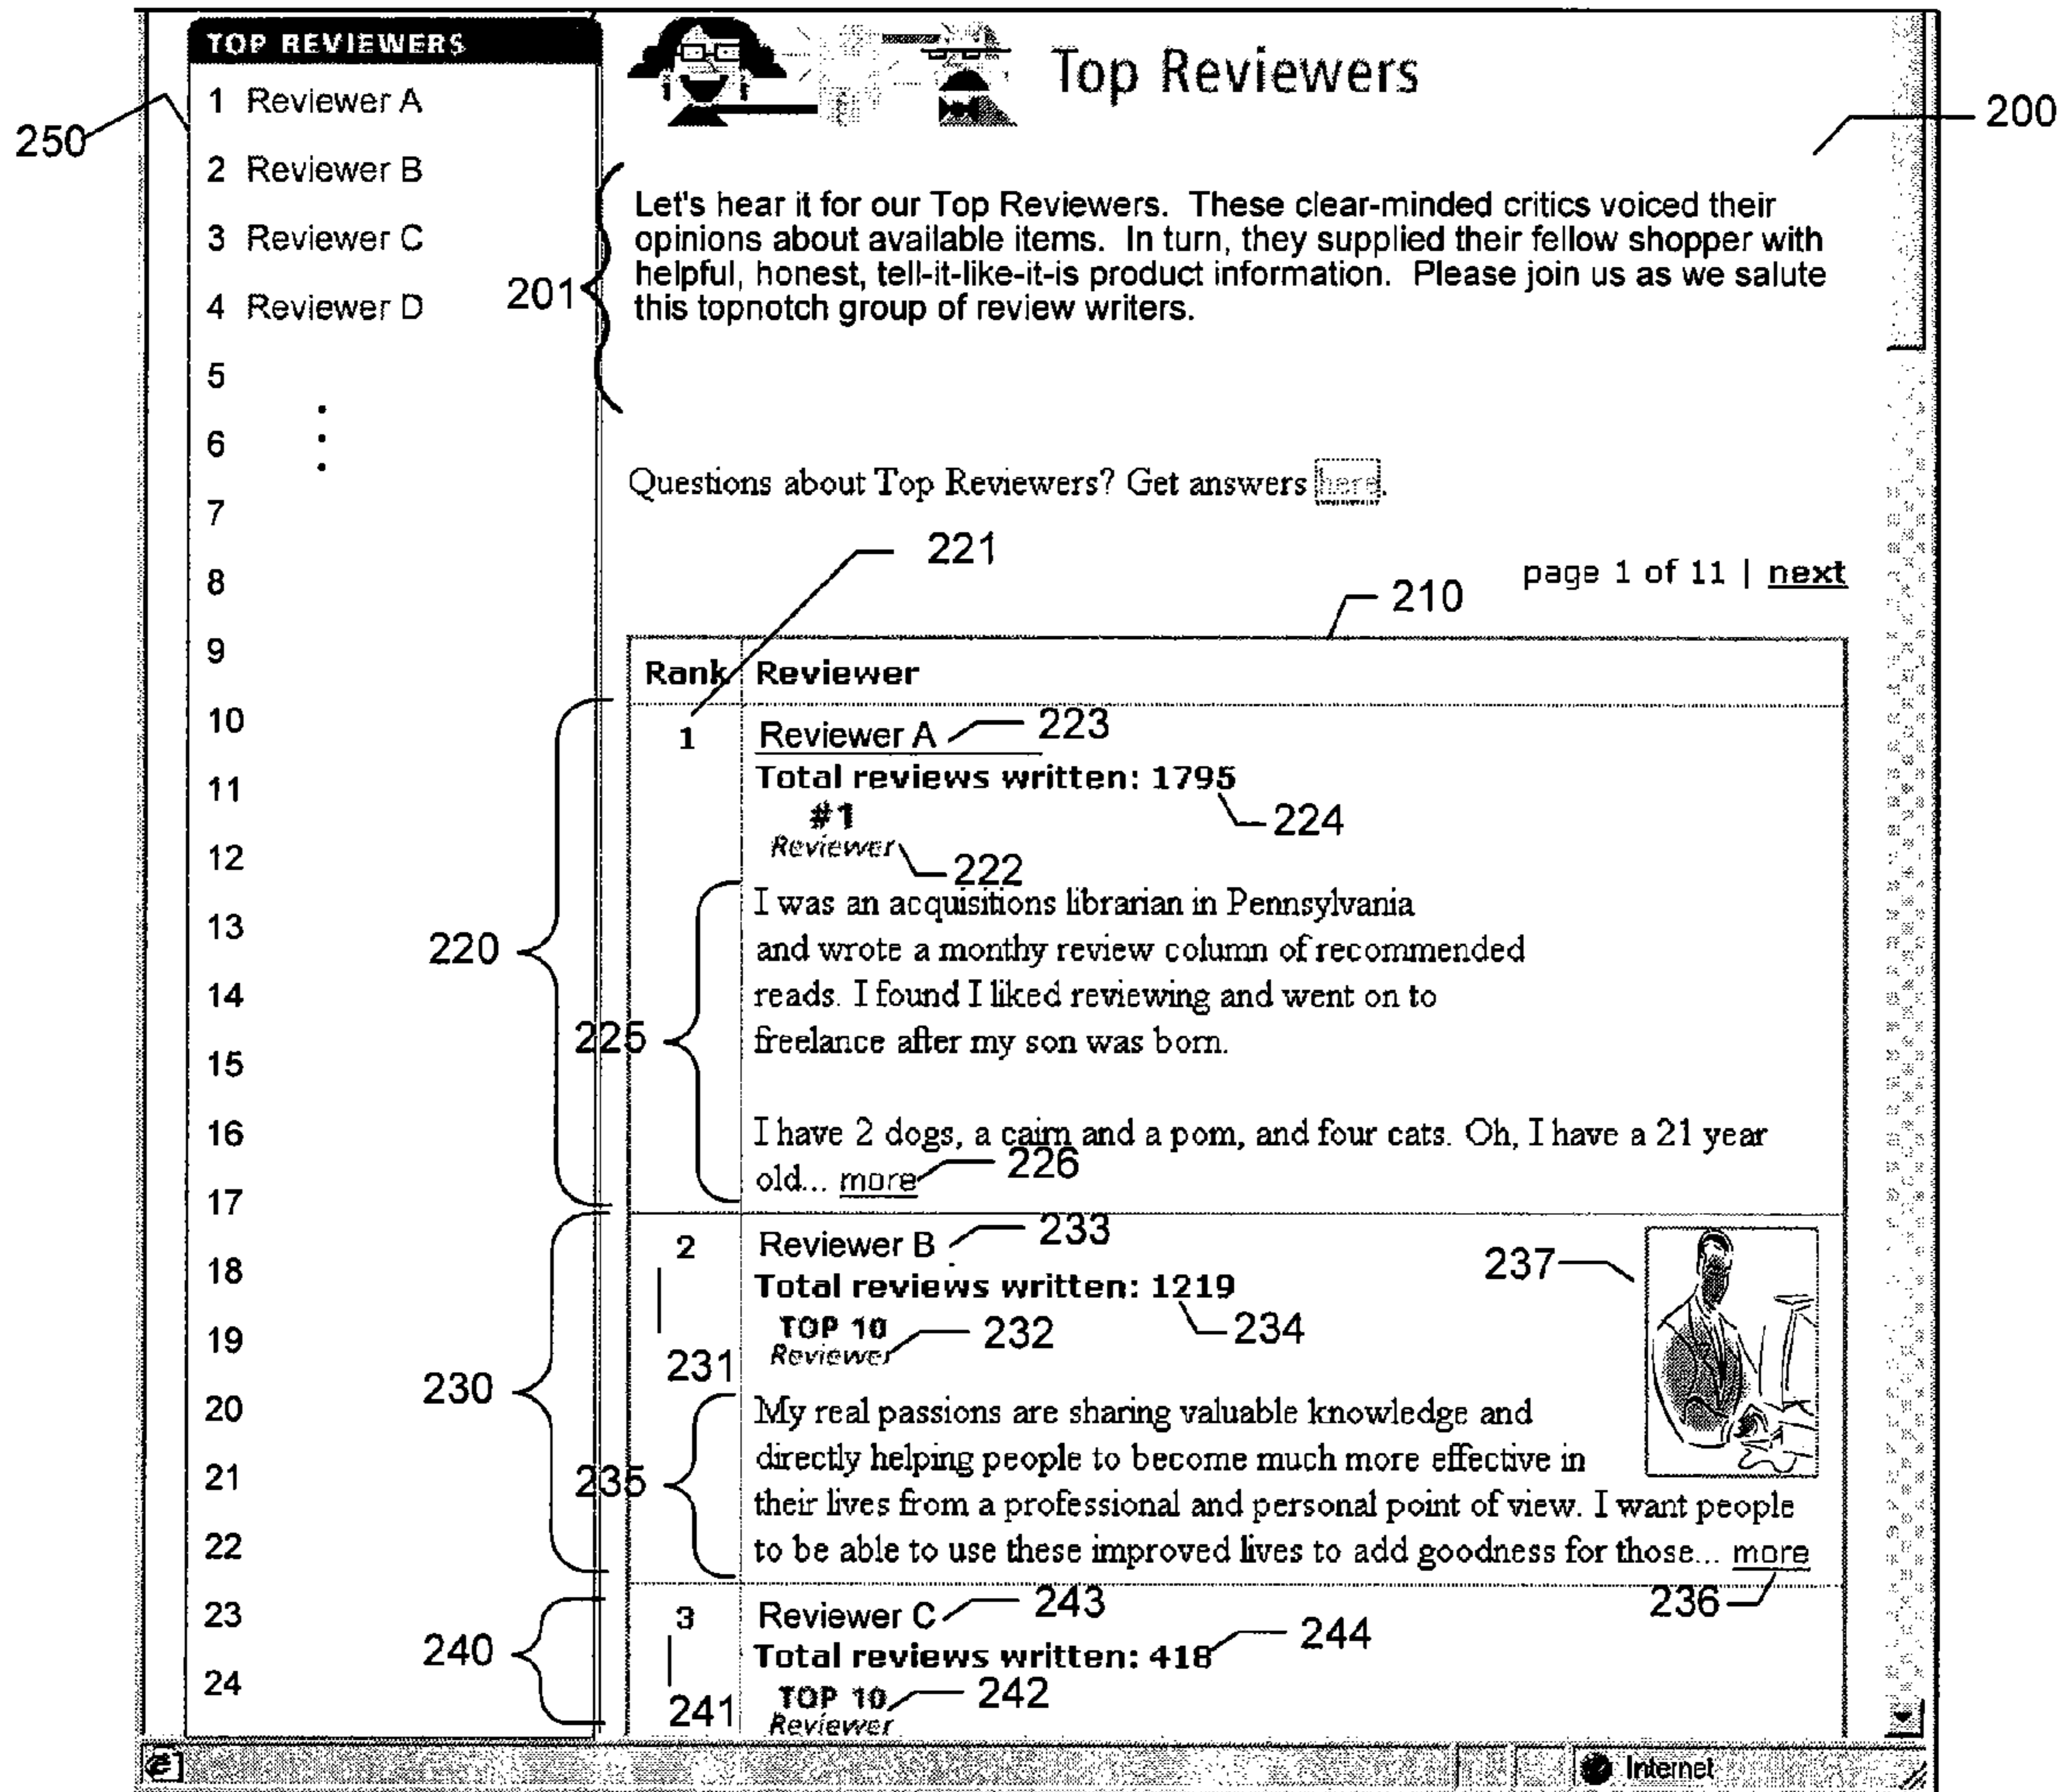 TOP REVIEWERS
1 Reviewer A
2 Reviewer B
3 Reviewer C
4 Reviewer D
5
6
7
8
9
10
11
12
13
14
15
16
17
18
19
20
21
22
23
24
250
Top Reviewers
200
201
Let's hear it for our Top Reviewers. These clear-minded critics voiced their
opinions about available items. In turn, they supplied their fellow shopper with
helpful, honest, tell-it-like-it-is product information. Please join us as we salute
this topnotch group of review writers.
Questions about Top Reviewers? Get answers here.
221
page 1 of 11 | next
210
Rank Reviewer
220
1 Reviewer A 223
Total reviews written: 1795
#1
224
Reviewer
222
225
I was an acquisitions librarian in Pennsylvania
and wrote a monthy review column of recommended
reads. I found I liked reviewing and went on to
freelance after my son was born.
I have 2 dogs, a cairn and a pom, and four cats. Oh, I have a 21 year
old... more 226
230
2 Reviewer B 233
237
Total reviews written: 1219
TOP 10
232
234
Reviewer
231
235
My real passions are sharing valuable knowledge and
directly helping people to become much more effective in
their lives from a professional and personal point of view. I want people
to be able to use these improved lives to add goodness for those... more
236
240
3 Reviewer C 243
Total reviews written: 418 244
TOP 10 242
241
Reviewer
Internet